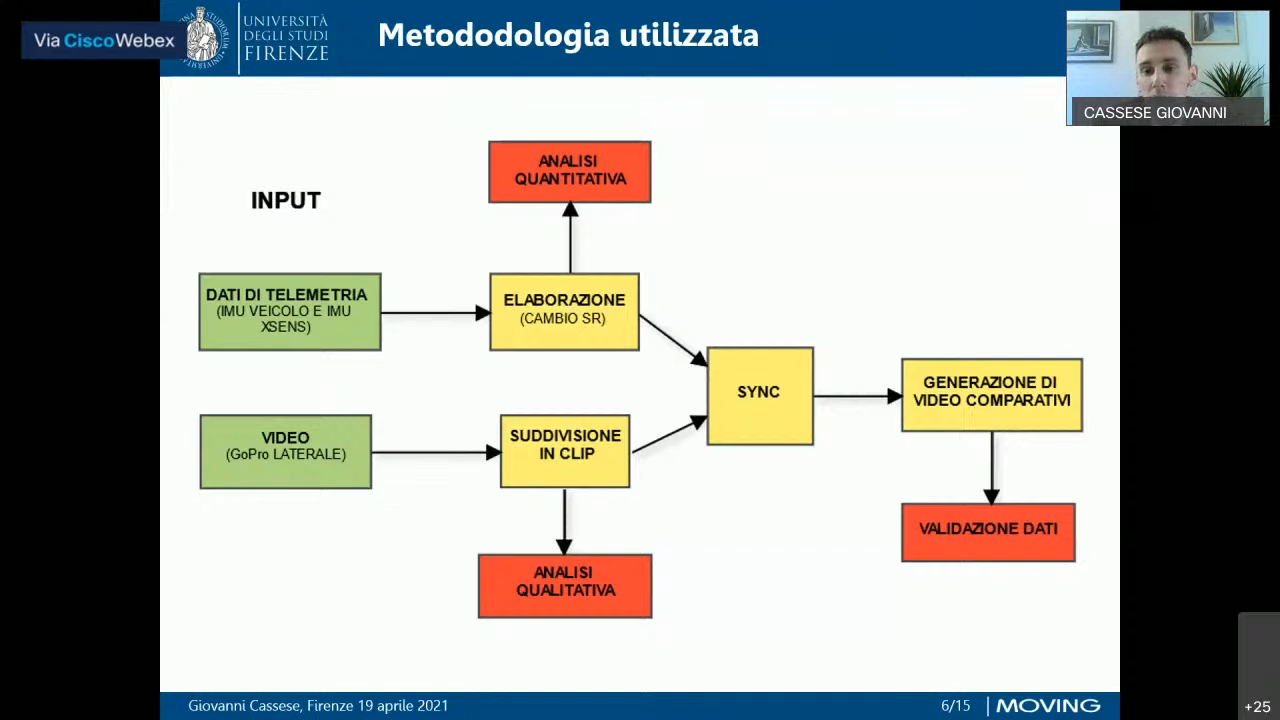 Via CiscoWebex
UNIVERSITÀ
DEGLI STUDI
FIRENZE
Metododologia utilizzata
CASSESE GIOVANNI
INPUT
ANALISI
QUANTITATIVA
DATI DI TELEMETRIA
(IMU VEICOLO E IMU
XSENS)
ELABORAZIONE
(CAMBIO SR)
SYNC
GENERAZIONE DI
VIDEO COMPARATIVI
VIDEO
(GoPro LATERALE)
SUDDIVISIONE
IN CLIP
VALIDAZIONE DATI
ANALISI
QUALITATIVA
Giovanni Cassese, Firenze 19 aprile 2021
6/15
MOVING
+25